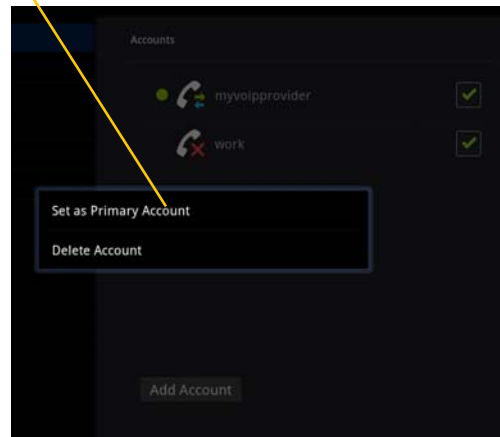 Accounts
myvoipprovider
work
Set as Primary Account
Delete Account
Add Account